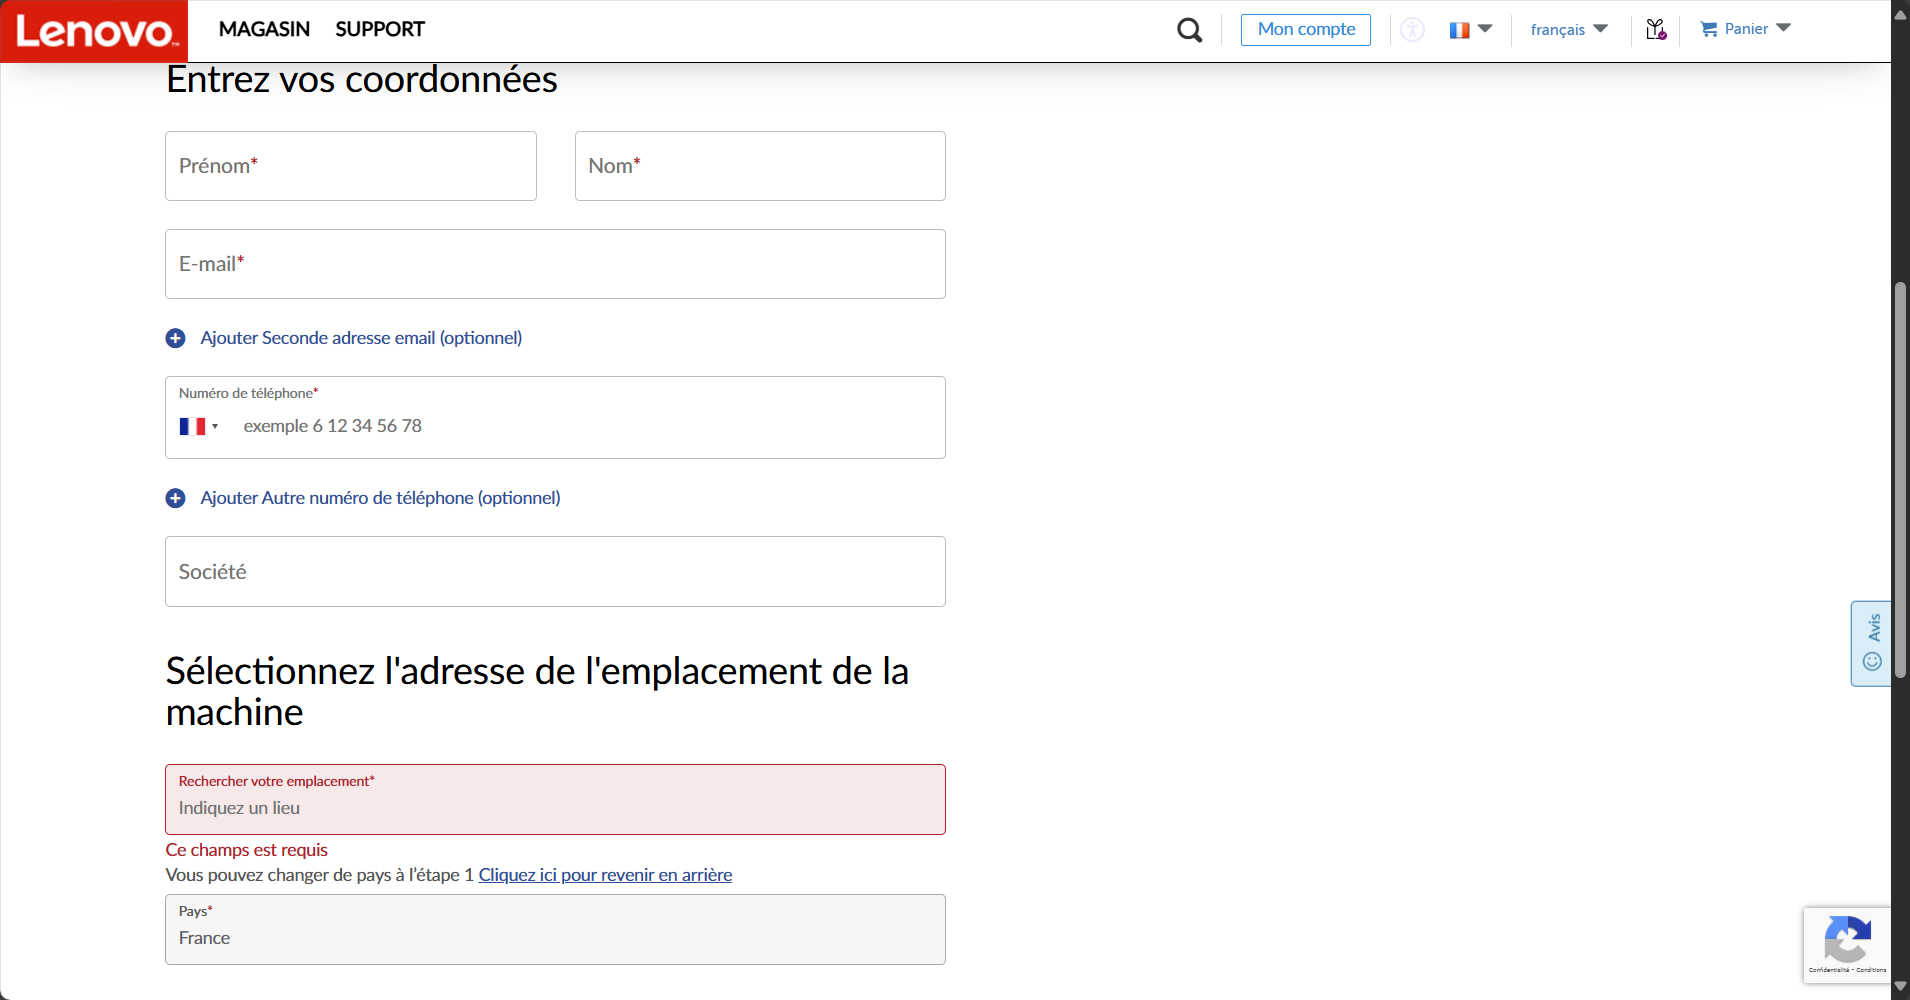 Lenovo™ MAGASIN SUPPORT Mon compte français Panier
Entrez vos coordonnées
Prénom* Nom*
E-mail*
Ajouter Seconde adresse email (optionnel)
Numéro de téléphone*
exemple 6 12 34 56 78
Ajouter Autre numéro de téléphone (optionnel)
Société
Avis
Sélectionnez l'adresse de l'emplacement de la
machine
Rechercher votre emplacement*
Indiquez un lieu
Ce champs est requis
Vous pouvez changer de pays à l’étape 1 Cliquez ici pour revenir en arrière
Pays*
France
Confidentialité • Conditions